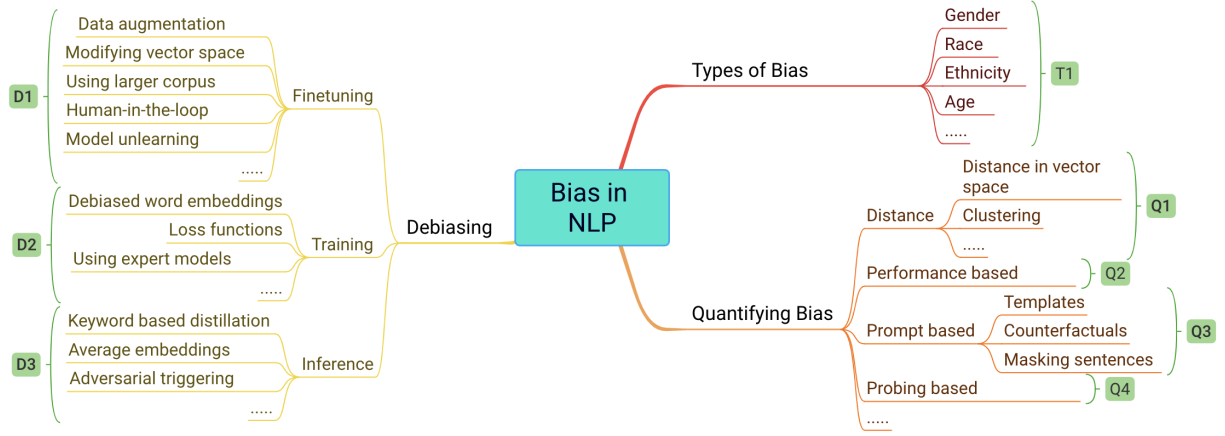 Bias in
NLP
Types of Bias
Gender
Race
Ethnicity
Age
.....
T1
Quantifying Bias
Distance
Distance in vector
space
Clustering
.....
Q1
Performance based
Q2
Prompt based
Templates
Counterfactuals
Masking sentences
Q3
Probing based
Q4
.....
Debiasing
Finetuning
Data augmentation
Modifying vector space
Using larger corpus
Human-in-the-loop
Model unlearning
.....
D1
Training
Debiased word embeddings
Loss functions
Using expert models
.....
D2
Inference
Keyword based distillation
Average embeddings
Adversarial triggering
.....
D3